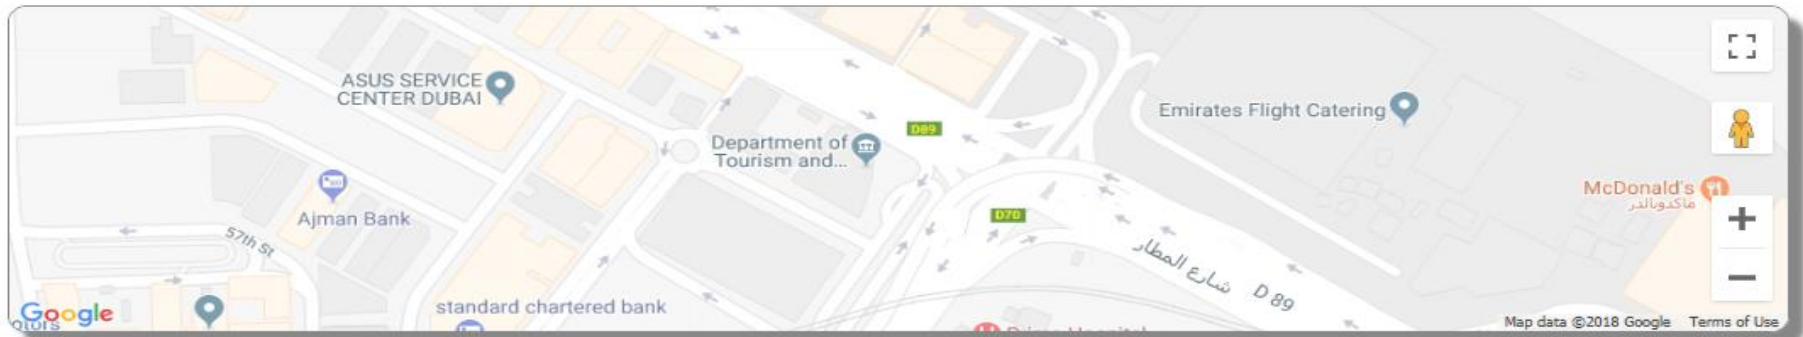 ASUS SERVICE
CENTER DUBAI
Emirates Flight Catering
D89
Department of
Tourism and...
McDonald's
ماكدونالدز
Ajman Bank
D70
57th St
شارع المطار
D 89
standard chartered bank
Google
Map data ©2018 Google
Terms of Use